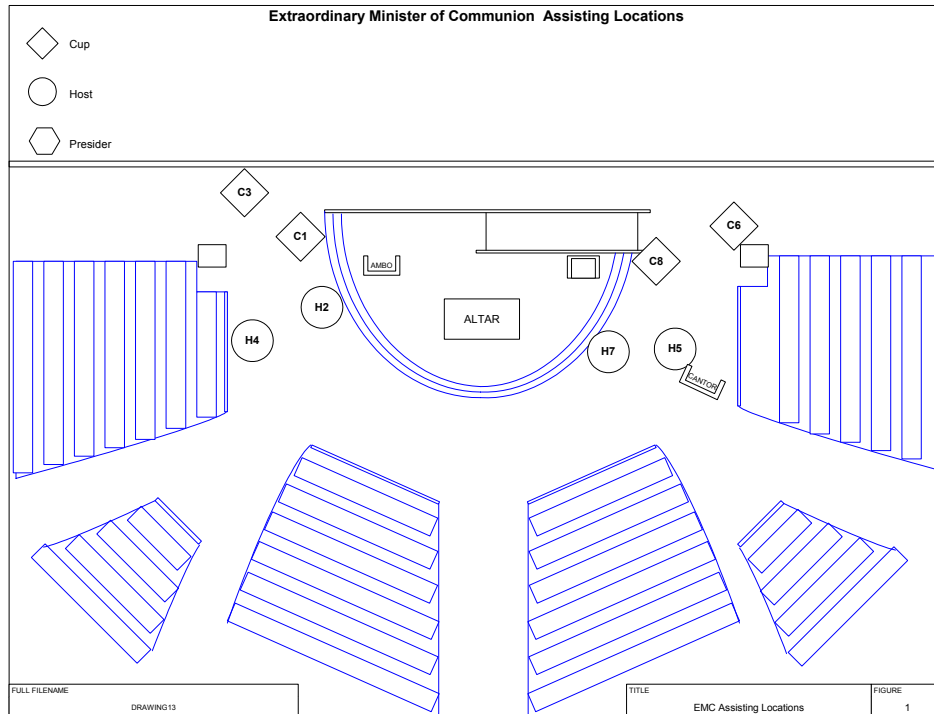 Extraordinary Minister of Communion Assisting Locations
Cup
Host
Presider
C3
C1
C6
C8
AMBO
H2
ALTAR
H4
H7
H5
CANTOR
FULL FILENAME
DRAWING13
TITLE
EMC Assisting Locations
FIGURE
1